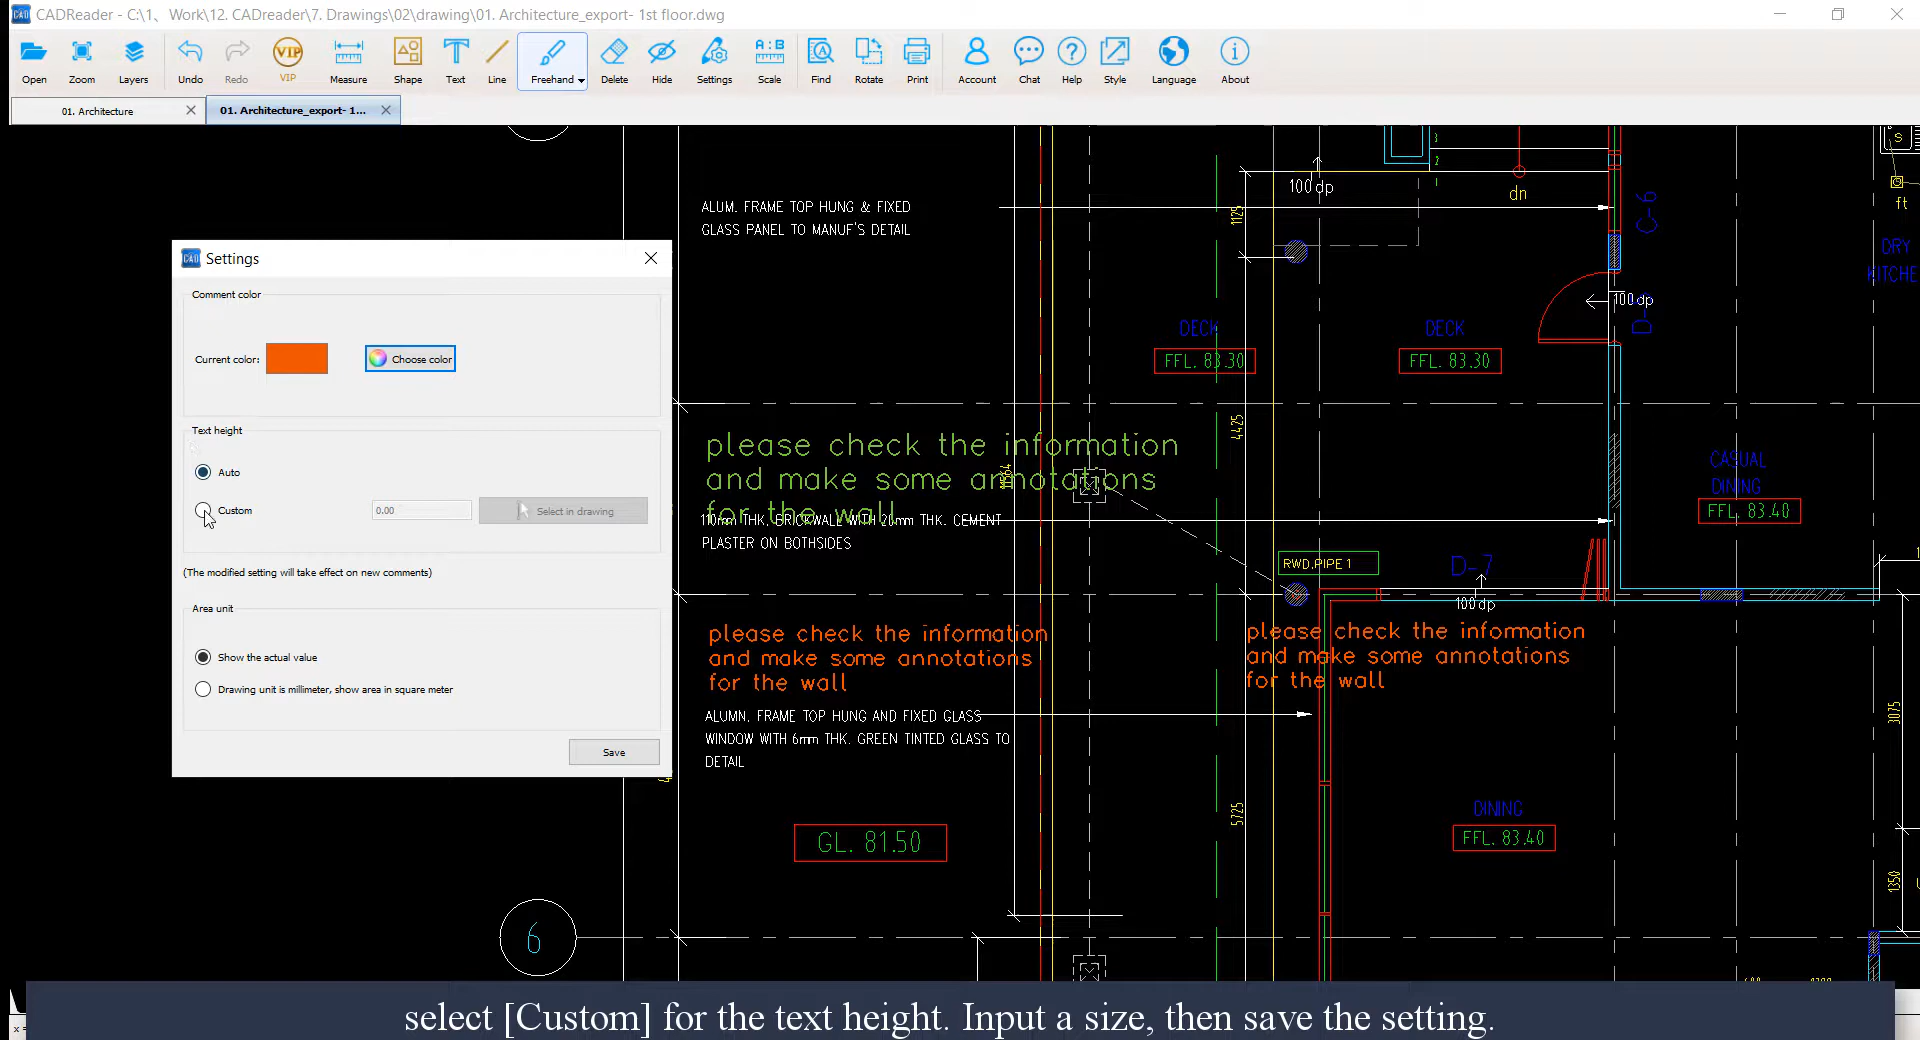 CADReader - C:\1、Work\12. CADreader\7. Drawings\02\drawing\01. Architecture_export- 1st floor.dwg
Open Zoom Layers Undo Redo VIP Measure Shape Text Line Freehand Delete Hide Settings Scale Find Rotate Print Account Chat Help Style Language About
01. Architecture
01. Architecture_export- 1...
Settings
Comment color
Current color:
Choose color
Text height
Auto
Custom
0.00
Select in drawing
(The modified setting will take effect on new comments)
Area unit
Show the actual value
Drawing unit is millimeter, show area in square meter
Save
ALUM. FRAME TOP HUNG & FIXED
GLASS PANEL TO MANUF'S DETAIL
please check the information
and make some annotations
for the wall
110mm THK. BRICKWALL WITH 20mm THK. CEMENT
PLASTER ON BOTHSIDES
please check the information
and make some annotations
for the wall
ALUMN. FRAME TOP HUNG AND FIXED GLASS
WINDOW WITH 6mm THK. GREEN TINTED GLASS TO
DETAIL
GL. 81.50
6
100 dp
dn
1129
C-6
S
ft
DRY
100 dp
DECK
FFL. 83.30
DECK
FFL. 83.30
4425
11564
CASUAL
DINING
FFL. 83.40
RWD.PIPE 1
D-7
100 dp
please check the information
and make some annotations
for the wall
3075
5725
DINING
FFL. 83.40
1350
select [Custom] for the text height. Input a size, then save the setting.